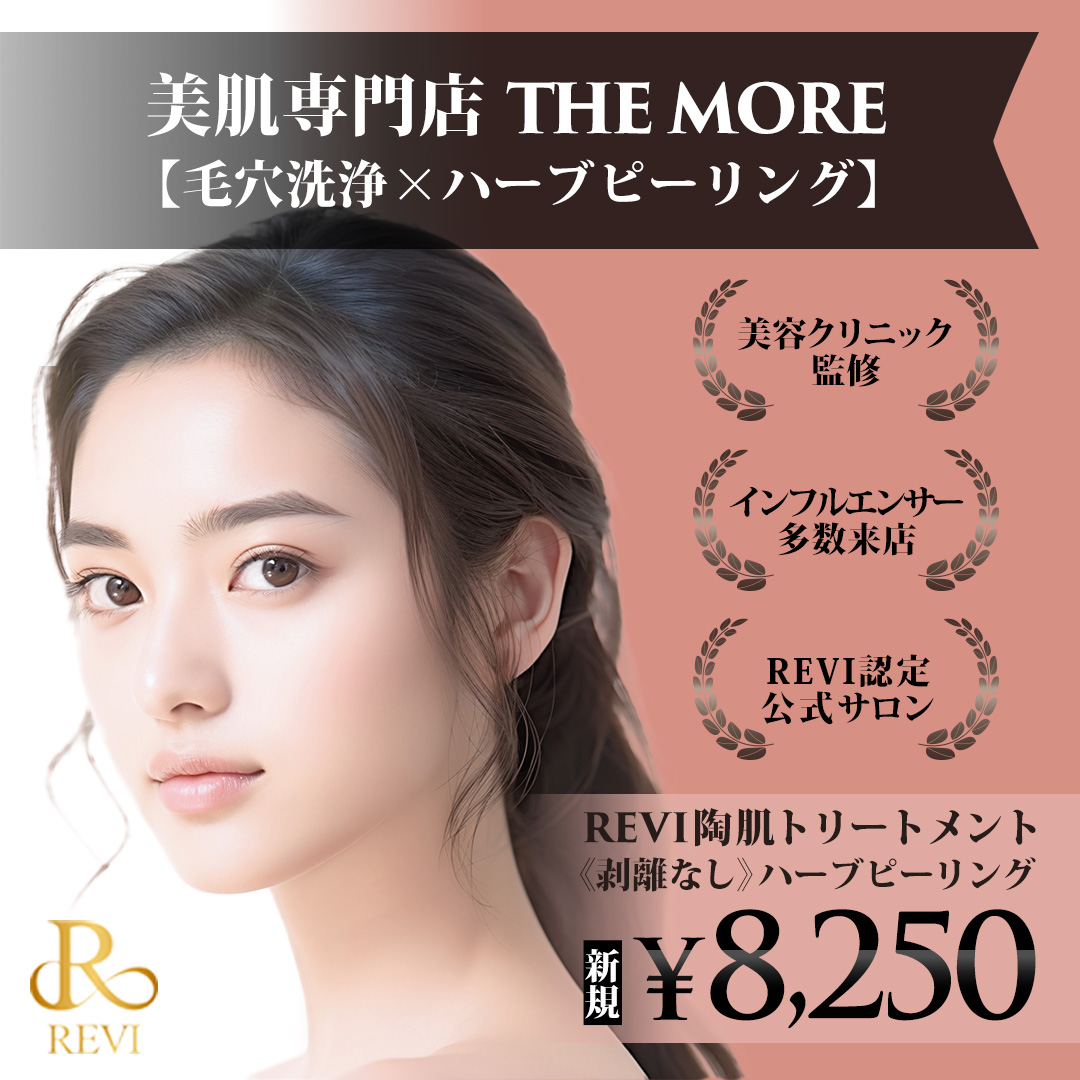 美肌専門店 THE MORE
【毛穴洗浄×ハーブピーリング】
美容クリニック
監修
インフルエンサー
多数来店
REVI認定
公式サロン
REVI陶肌トリートメント
《剥離なし》ハーブピーリング
新規 ¥8,250
R
REVI